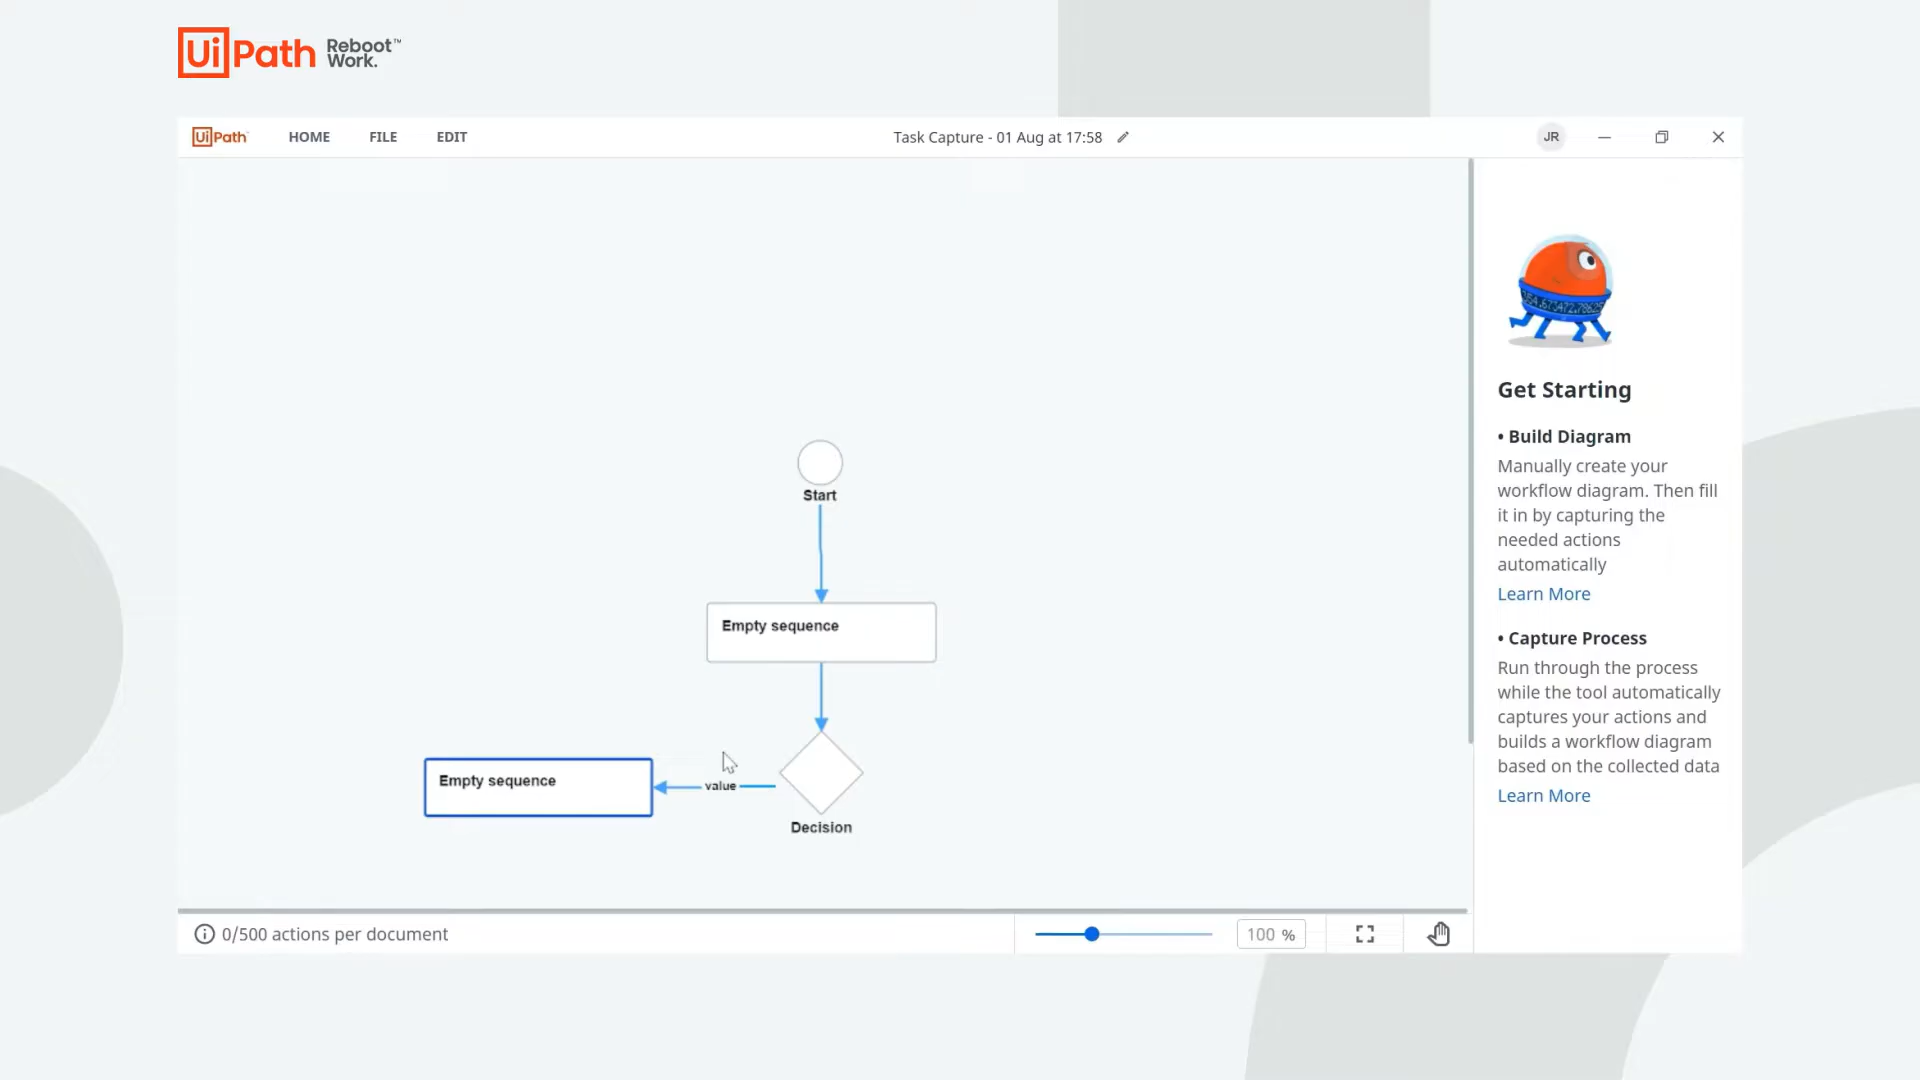 UiPath Reboot Work.™
UiPath HOME FILE EDIT Task Capture - 01 Aug at 17:58 JR
Start
Empty sequence
Empty sequence
value
Decision
Get Starting
• Build Diagram
Manually create your
workflow diagram. Then fill
it in by capturing the
needed actions
automatically
Learn More
• Capture Process
Run through the process
while the tool automatically
captures your actions and
builds a workflow diagram
based on the collected data
Learn More
0/500 actions per document
100 %